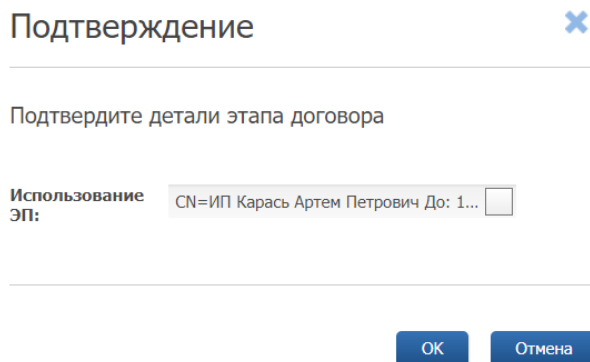 Подтверждение
Подтвердите детали этапа договора
Использование
ЭП:
CN=ИП Карась Артем Петрович До: 1...
OK
Отмена